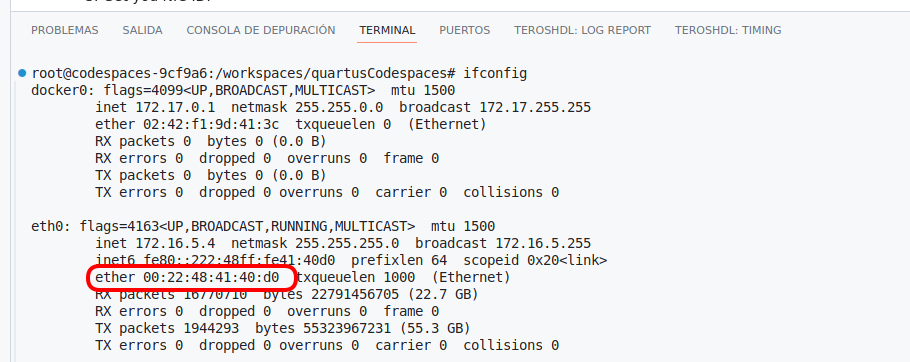 PROBLEMAS SALIDA CONSOLA DE DEPURACIÓN TERMINAL PUERTOS TEROSHDL: LOG REPORT TEROSHDL: TIMING
root@codespaces-9cf9a6:/workspaces/quartusCodespaces# ifconfig
docker0: flags=4099<UP,BROADCAST,MULTICAST>  mtu 1500
        inet 172.17.0.1  netmask 255.255.0.0  broadcast 172.17.255.255
        ether 02:42:f1:9d:41:3c  txqueuelen 0  (Ethernet)
        RX packets 0  bytes 0 (0.0 B)
        RX errors 0  dropped 0  overruns 0  frame 0
        TX packets 0  bytes 0 (0.0 B)
        TX errors 0  dropped 0 overruns 0  carrier 0  collisions 0
eth0: flags=4163<UP,BROADCAST,RUNNING,MULTICAST>  mtu 1500
        inet 172.16.5.4  netmask 255.255.255.0  broadcast 172.16.5.255
        inet6 fe80::222:48ff:fe41:40d0  prefixlen 64  scopeid 0x20<link>
        ether 00:22:48:41:40:d0  txqueuelen 1000  (Ethernet)
        RX packets 16770710  bytes 22791456705 (22.7 GB)
        RX errors 0  dropped 0  overruns 0  frame 0
        TX packets 1944293  bytes 55323967231 (55.3 GB)
        TX errors 0  dropped 0 overruns 0  carrier 0  collisions 0